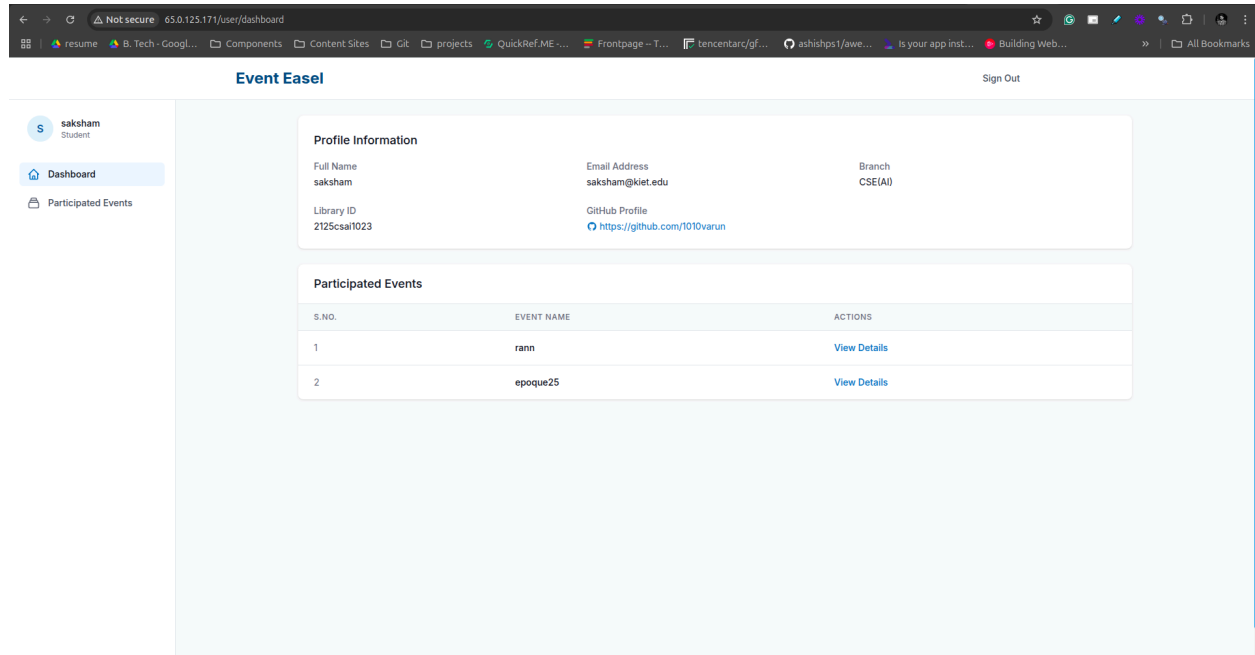 Not secure 65.0.125.171/user/dashboard
resume B. Tech - Googl... Components Content Sites Git projects QuickRef.ME -... Frontpage – T... tencentarc/gf... ashishps1/awe... Is your app inst... Building Web... » All Bookmarks
Event Easel Sign Out
S saksham
Student
Dashboard
Participated Events
Profile Information
Full Name Email Address Branch
saksham saksham@kiet.edu CSE(AI)
Library ID GitHub Profile
2125csai1023 https://github.com/1010varun
Participated Events
S.NO. EVENT NAME ACTIONS
1 rann View Details
2 epoque25 View Details